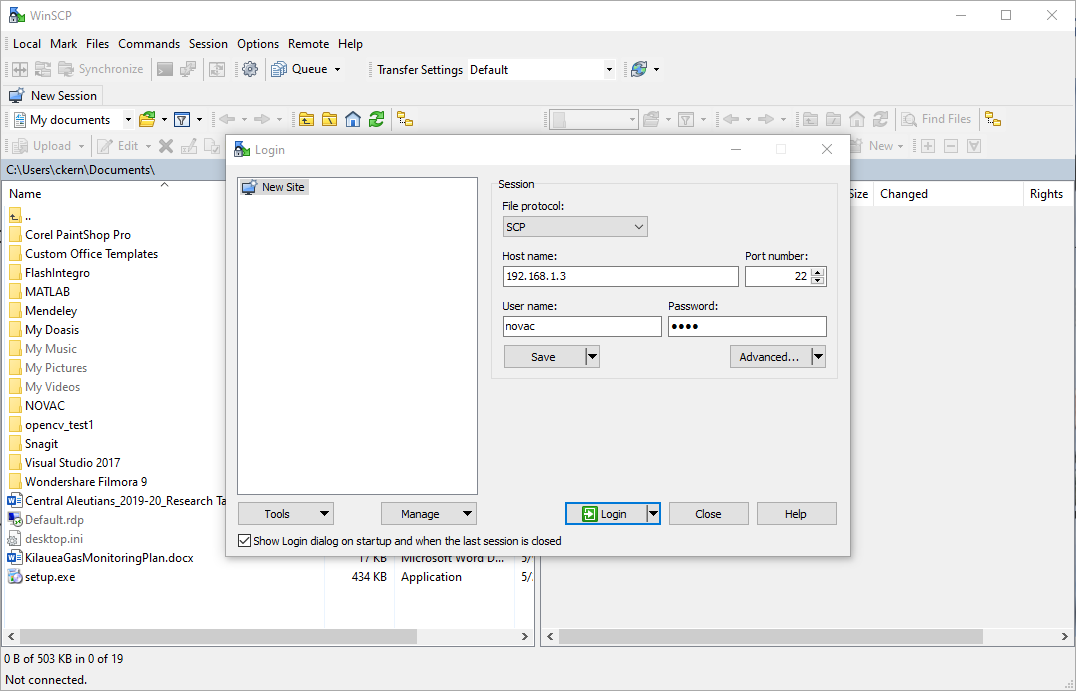 WinSCP
Local Mark Files Commands Session Options Remote Help
Synchronize Queue Transfer Settings Default
New Session
My documents Find Files
Upload Edit New
C:\Users\ckern\Documents\
Name Size Changed Rights
..
Corel PaintShop Pro
Custom Office Templates
FlashIntegro
MATLAB
Mendeley
My Doasis
My Music
My Pictures
My Videos
NOVAC
opencv_test1
Snagit
Visual Studio 2017
Wondershare Filmora 9
Central Aleutians_2019-20_Research Ta
Default.rdp
desktop.ini
KilaueaGasMonitoringPlan.docx 17 KB Microsoft Word D... 5/
setup.exe 434 KB Application 5/
Login
New Site
Session
File protocol:
SCP
Host name: Port number:
192.168.1.3 22
User name: Password:
novac ••••
Save Advanced...
Tools Manage Login Close Help
Show Login dialog on startup and when the last session is closed
0 B of 503 KB in 0 of 19
Not connected.